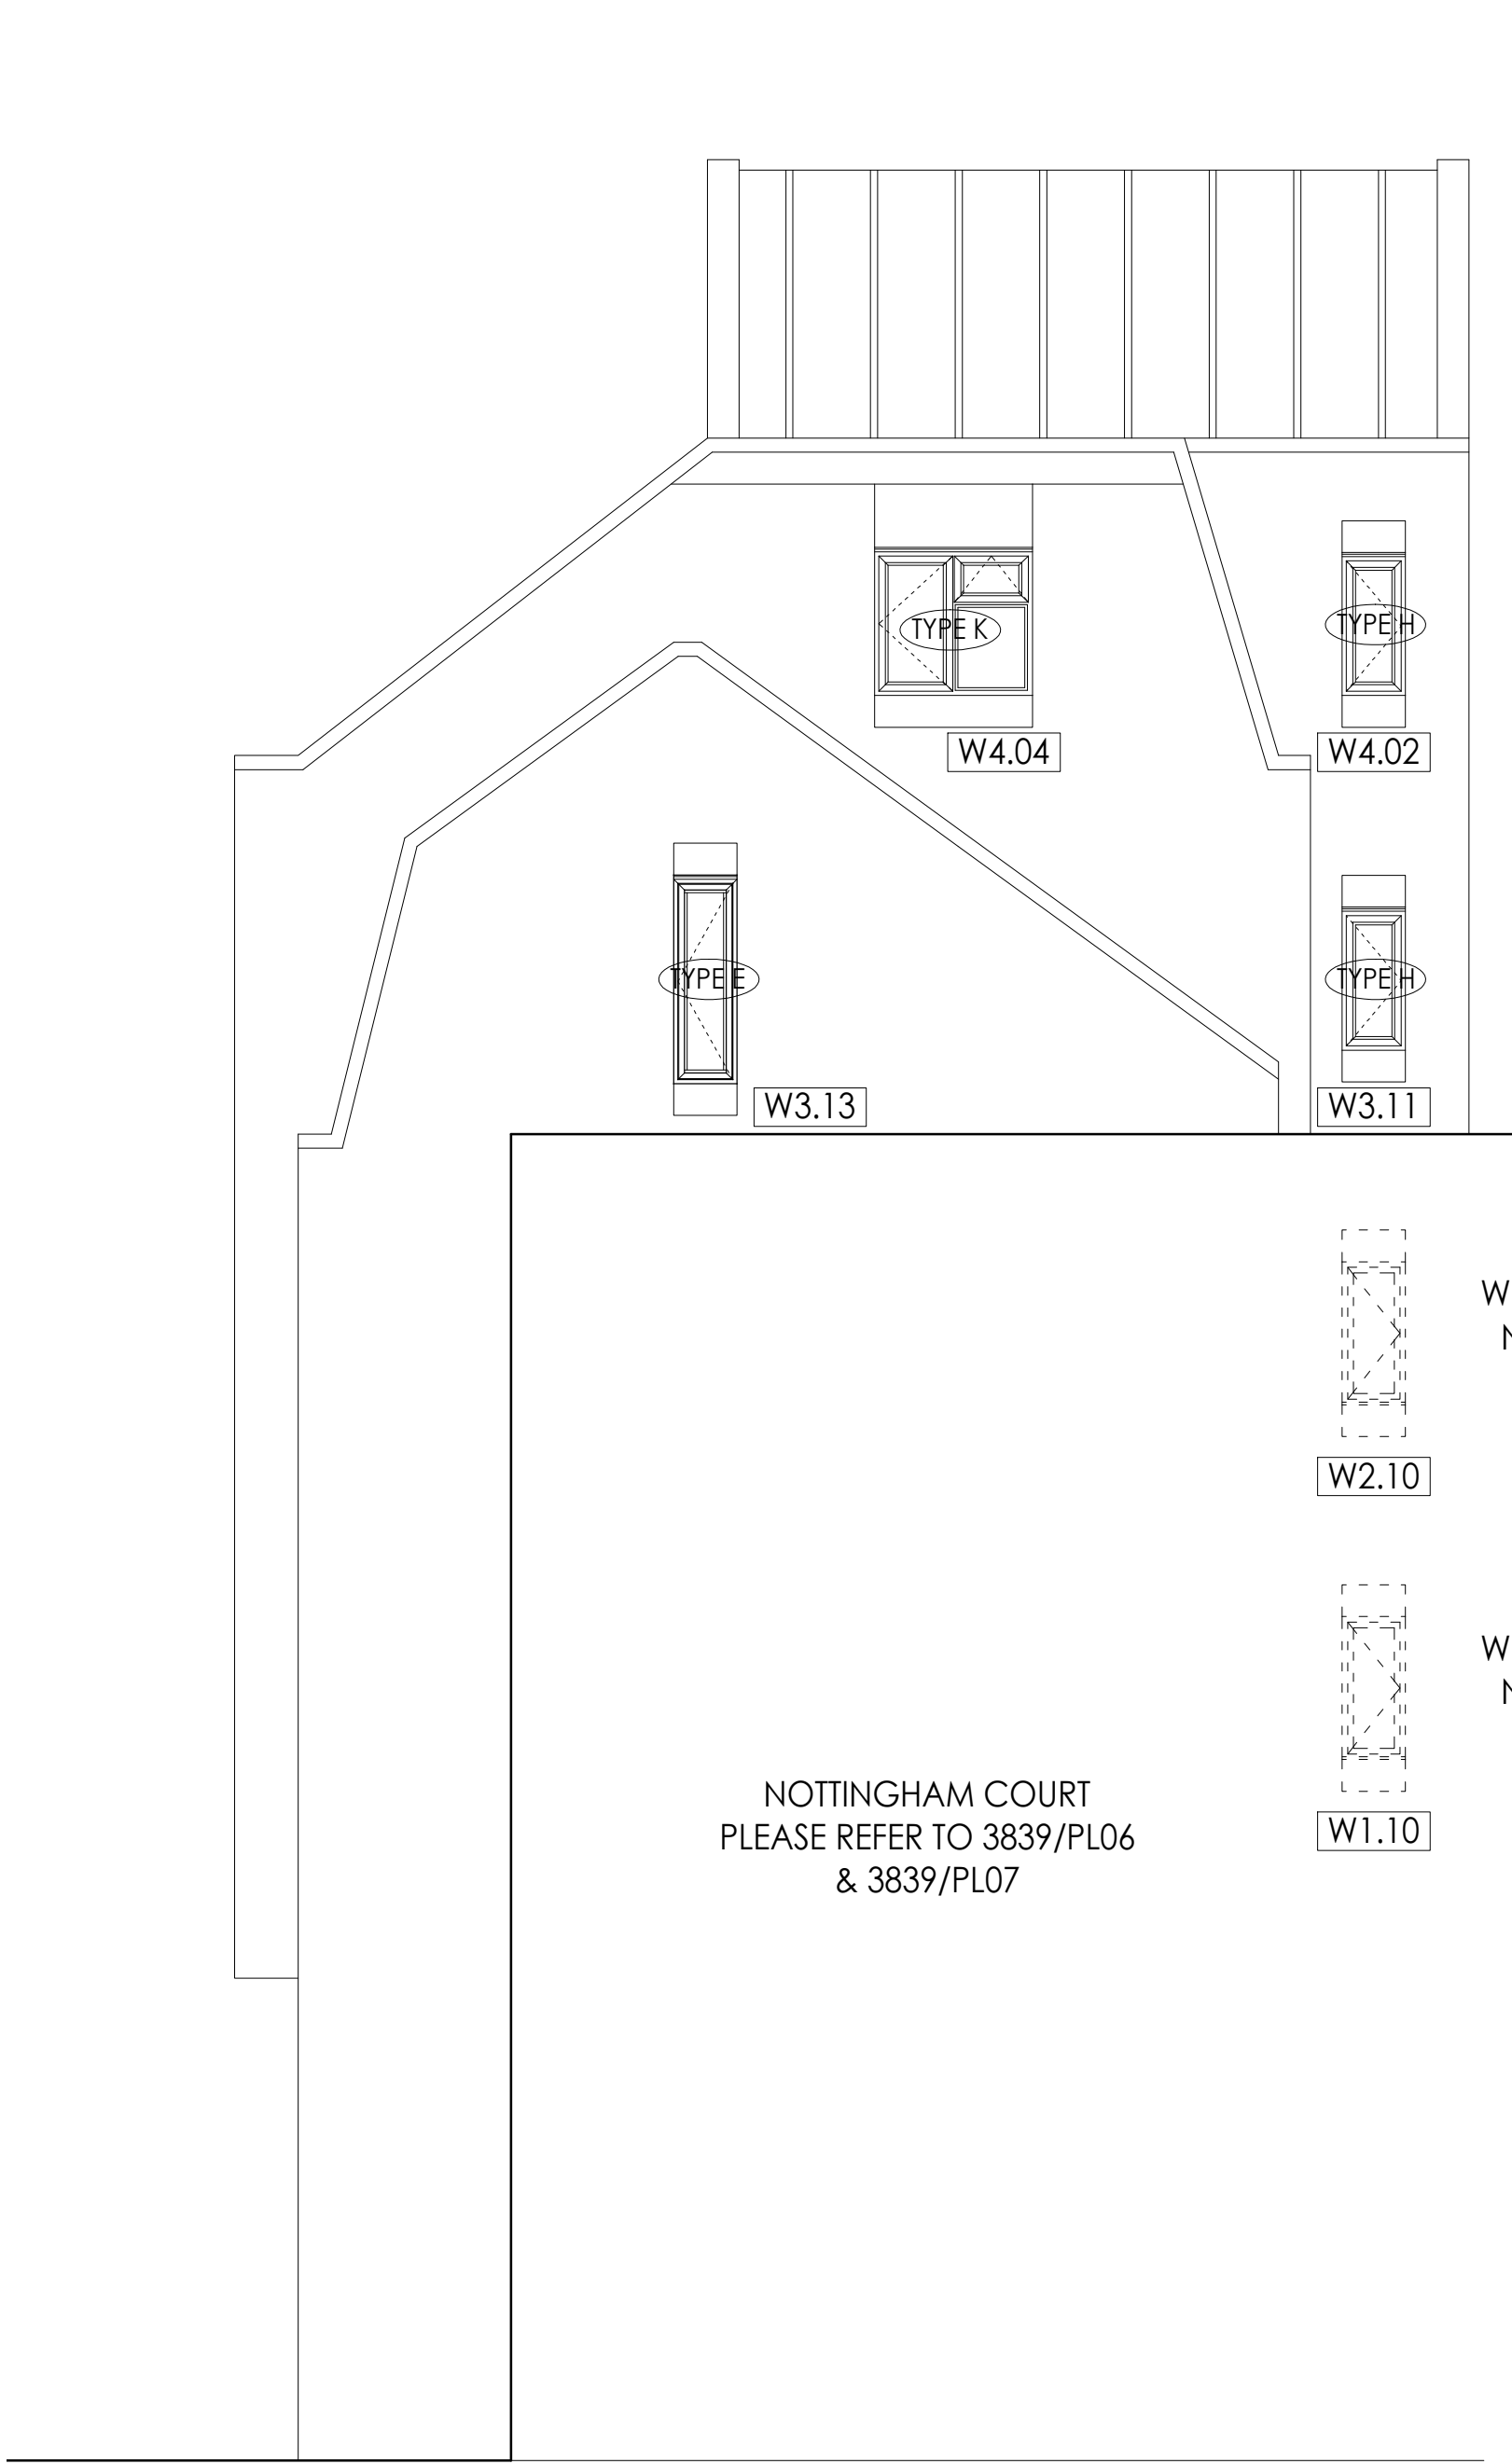 TYPE K
TYPE H
W4.04
W4.02
TYPE E
TYPE H
W3.13
W3.11
W2.10
W1.10
NOTTINGHAM COURT
PLEASE REFER TO 3839/PL06
& 3839/PL07